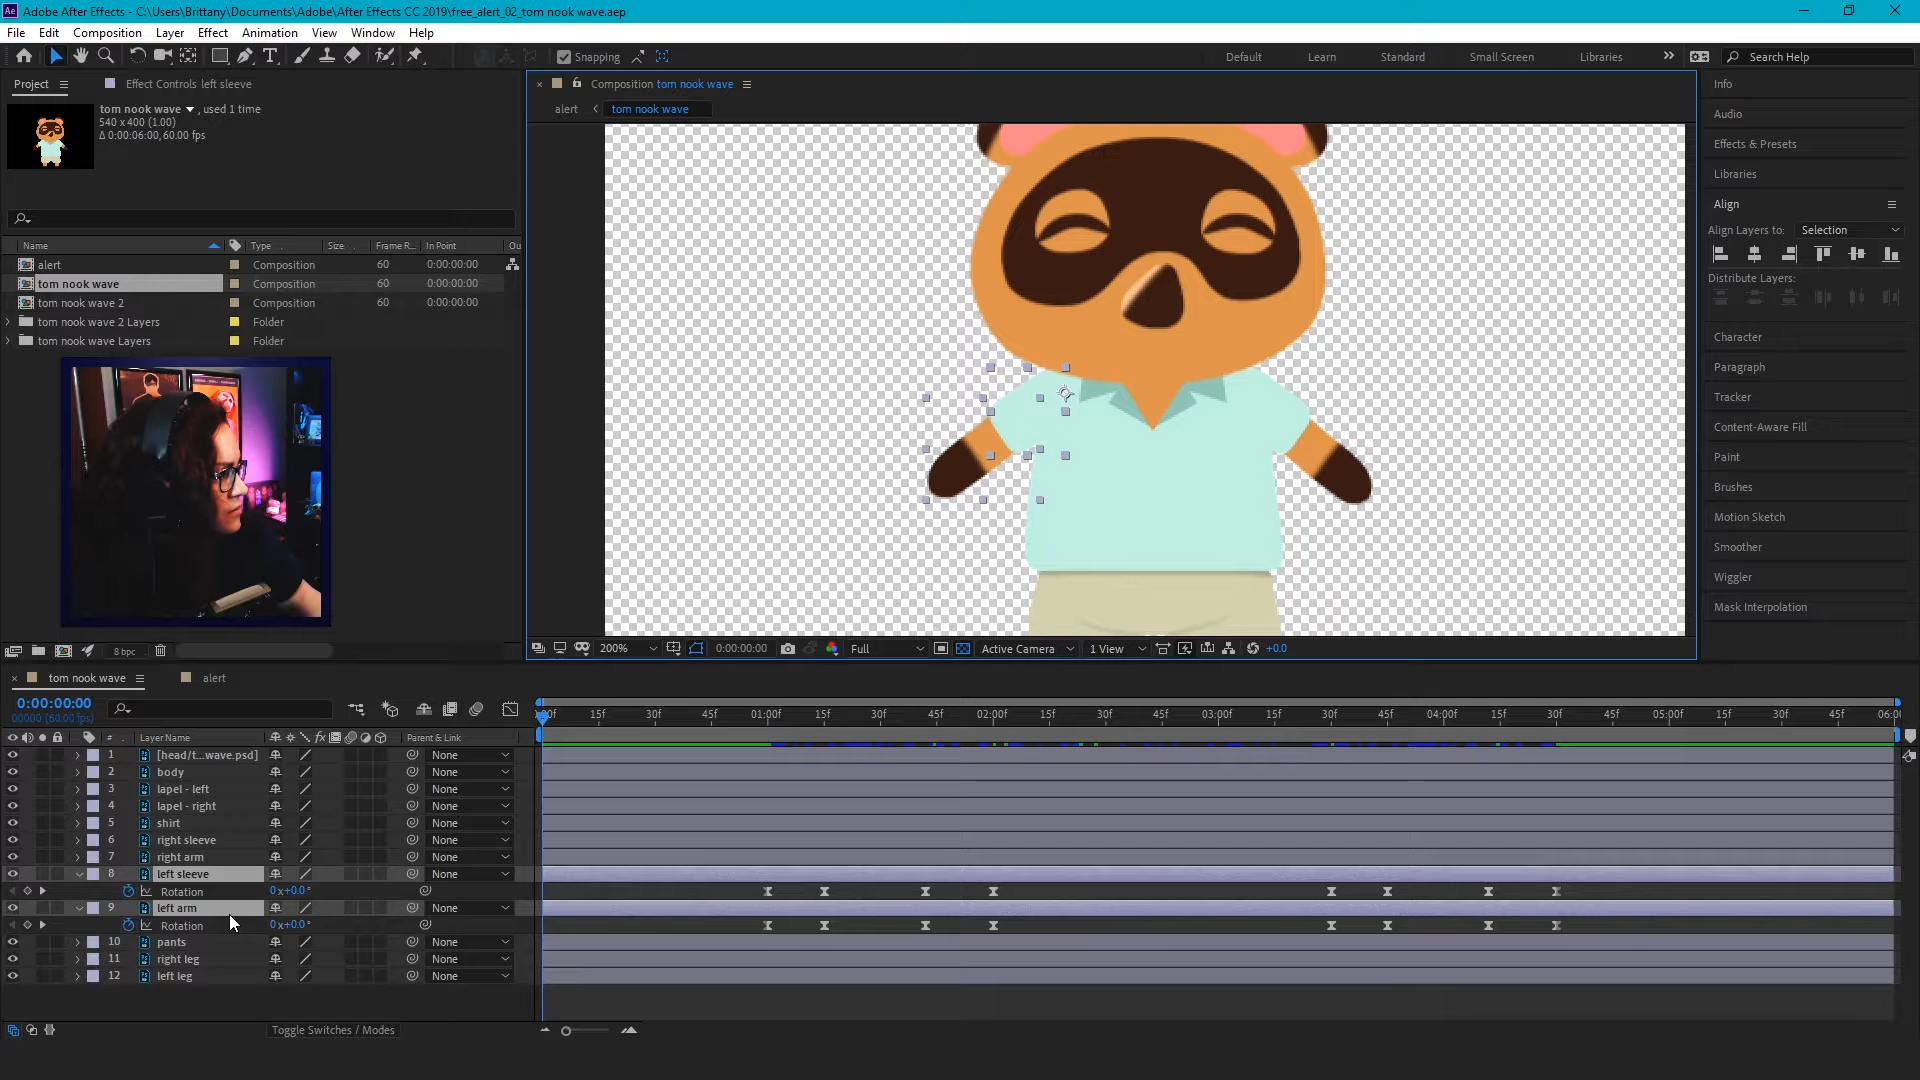 Ae Adobe After Effects - C:\Users\Brittany\Documents\Adobe\After Effects CC 2019\free_alert_02_tom nook wave.aep
File Edit Composition Layer Effect Animation View Window Help
Snapping Default Learn Standard Small Screen Libraries Search Help
Project Effect Controls left sleeve
tom nook wave, used 1 time
540 x 400 (1.00)
Δ 0:00:06:00, 60.00 fps
Name Type Size Frame R... In Point Ou
alert Composition 60 0:00:00:00
tom nook wave Composition 60 0:00:00:00
tom nook wave 2 Composition 60 0:00:00:00
tom nook wave 2 Layers Folder
tom nook wave Layers Folder
8 bpc
Composition tom nook wave
alert tom nook wave
200% 0:00:00:00 Full Active Camera 1 View +0.0
Info
Audio
Effects & Presets
Libraries
Align
Align Layers to: Selection
Distribute Layers:
Character
Paragraph
Tracker
Content-Aware Fill
Paint
Brushes
Motion Sketch
Smoother
Wiggler
Mask Interpolation
tom nook wave alert
0:00:00:00
00000 (60.00 fps)
15f 30f 45f 01:00f 15f 30f 45f 02:00f 15f 30f 45f 03:00f 15f 30f 45f 04:00f 15f 30f 45f 05:00f 15f 30f 45f 06:00
# Layer Name fx Parent & Link
1 [head/t...wave.psd] None
2 body None
3 lapel - left None
4 lapel - right None
5 shirt None
6 right sleeve None
7 right arm None
8 left sleeve None
Rotation 0x+0.0°
9 left arm None
Rotation 0x+0.0°
10 pants None
11 right leg None
12 left leg None
Toggle Switches / Modes